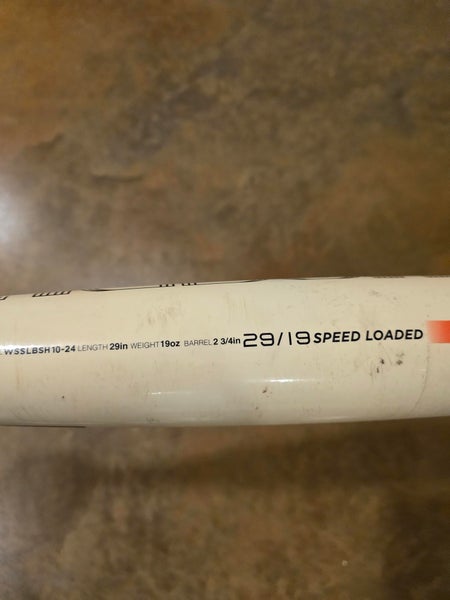 WSSLBSH10-24 LENGTH 29in WEIGHT 19oz BARREL 2 3/4in 29/19 SPEED LOADED